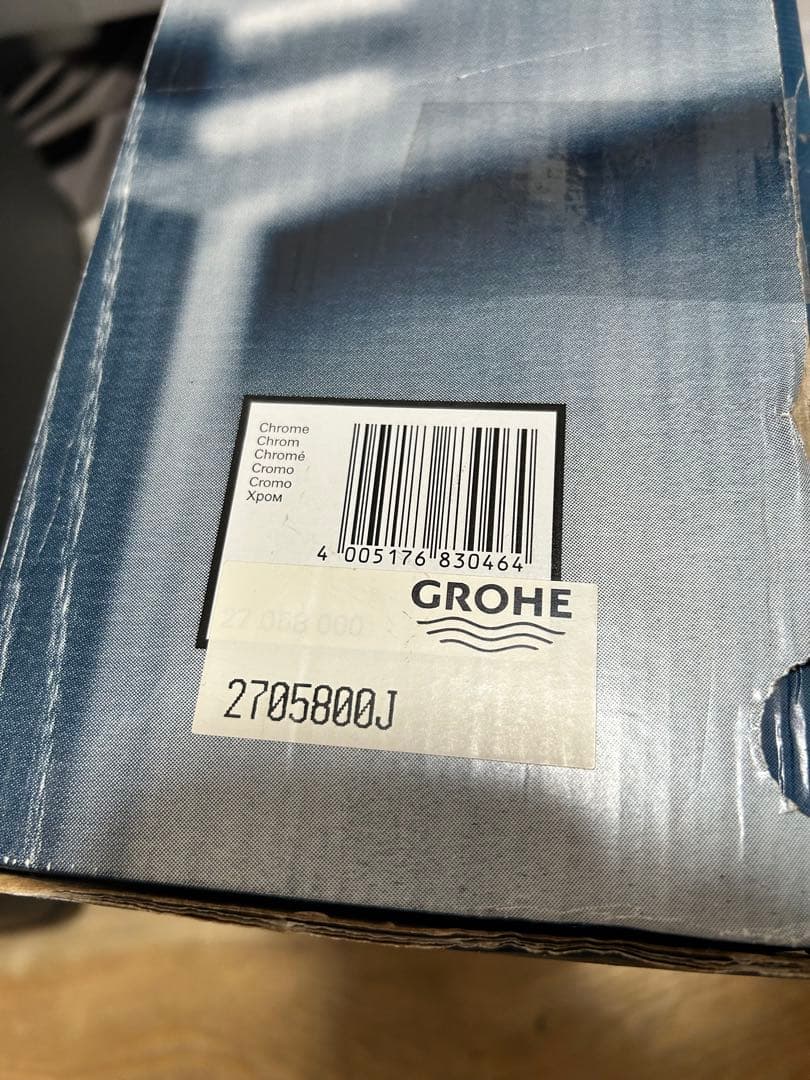 Chrome
Chrom
Chromé
Cromo
Cromo
Хром
4 005176 830464
GROHE
27 058 000
2705800J